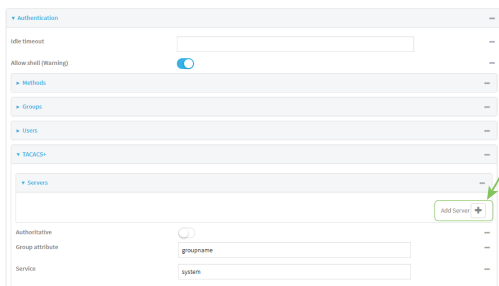 Authentication
Idle timeout
Allow shell (Warning)
Methods
Groups
Users
TACACS+
Servers
Add Server
Authoritative
Group attribute
groupname
Service
system